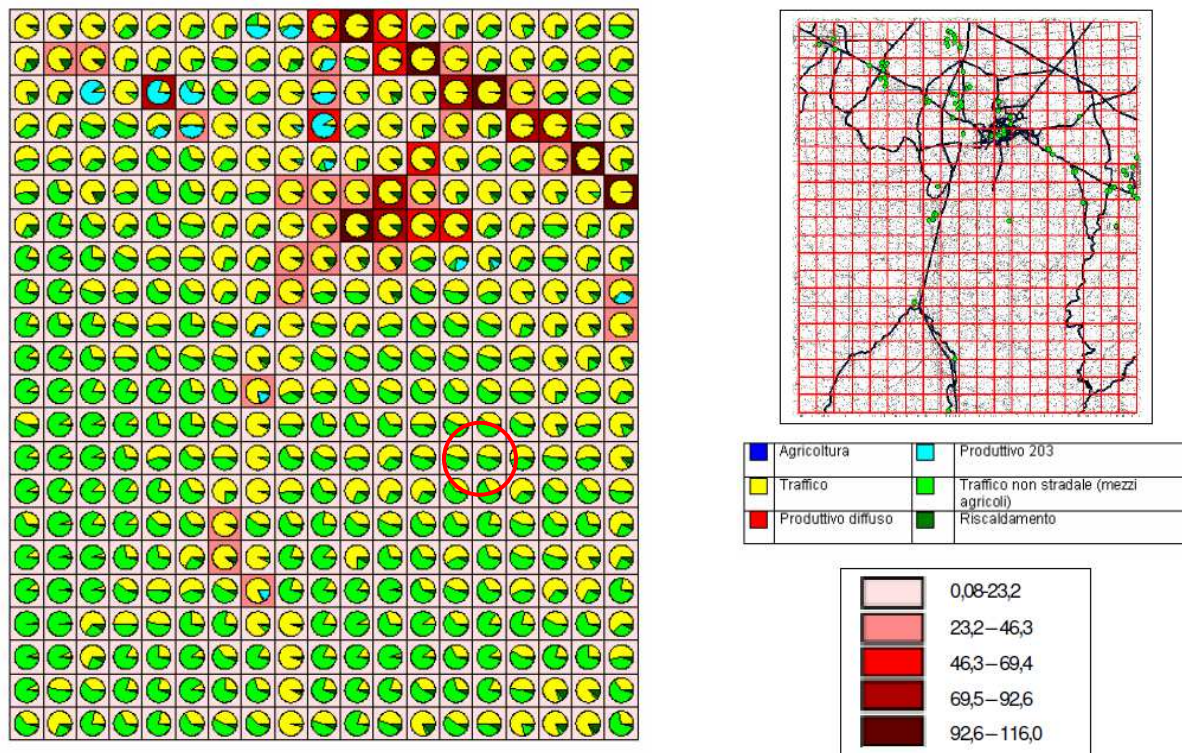 Agricoltura
Produttivo 203
Traffico
Traffico non stradale (mezzi
agricoli)
Produttivo diffuso
Riscaldamento
0,08-23,2
23,2–46,3
46,3–69,4
69,5–92,6
92,6–116,0